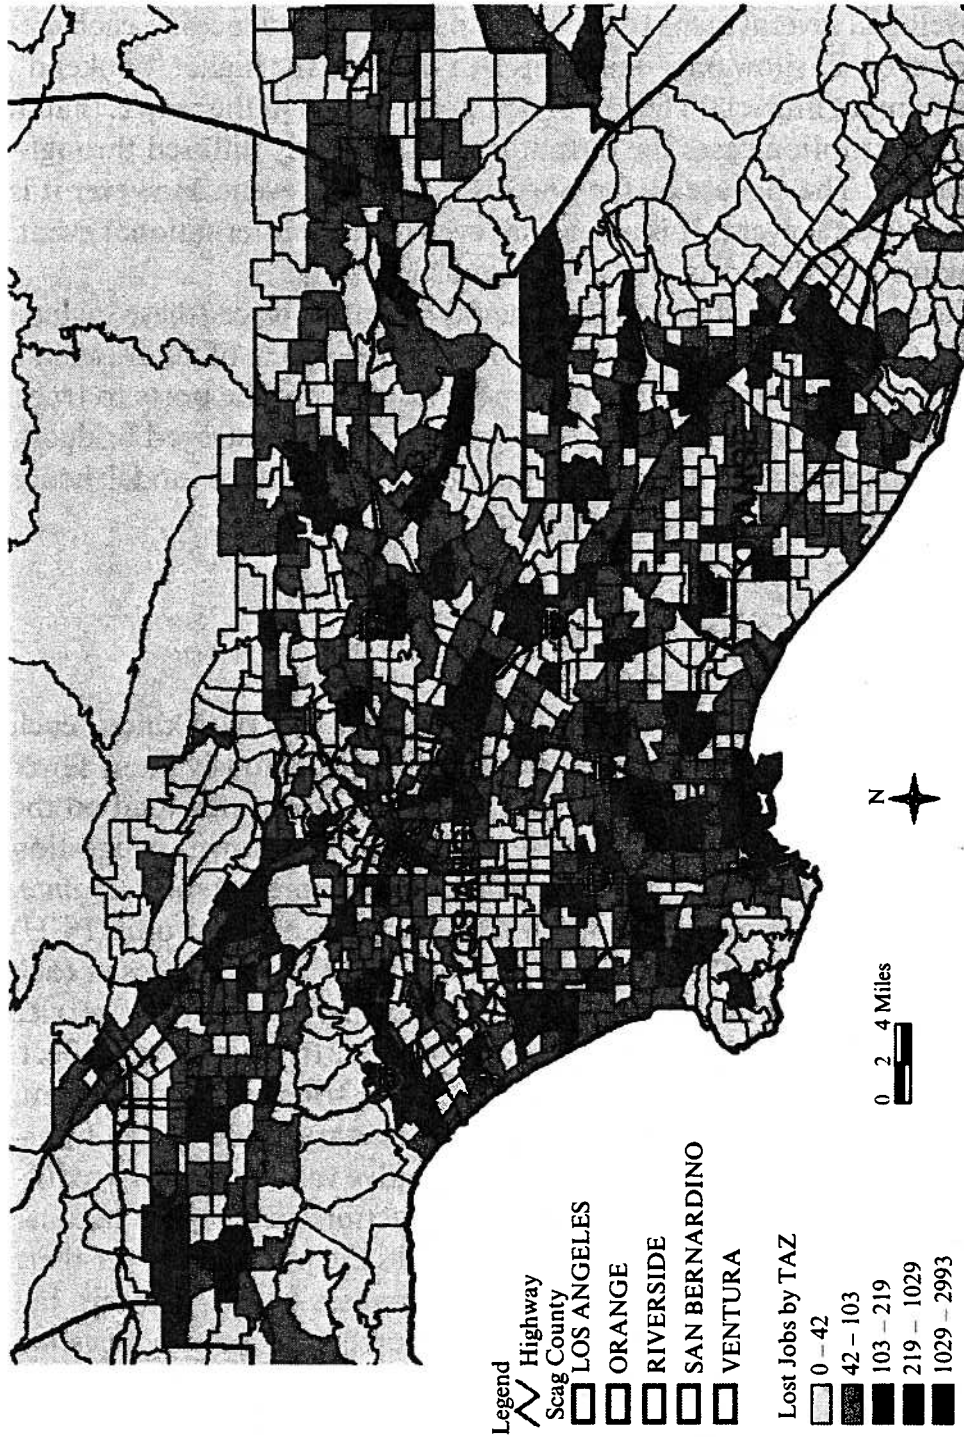 Legend
Highway
Scag County
LOS ANGELES
ORANGE
RIVERSIDE
SAN BERNARDINO
VENTURA
Lost Jobs by TAZ
0 – 42
42 – 103
103 – 219
219 – 1029
1029 – 2993
0 2 4 Miles
N